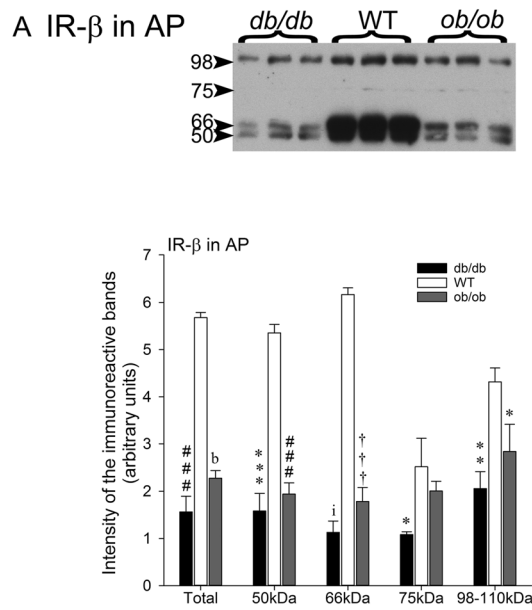 A IR-β in AP
db/db WT ob/ob
98
75
66
50
IR-β in AP
Intensity of the immunoreactive bands
(arbitrary units)
7
6
5
4
3
2
1
0
db/db
WT
ob/ob
###
b
***
###
i
†††
*
**
*
Total 50kDa 66kDa 75kDa 98-110kDa